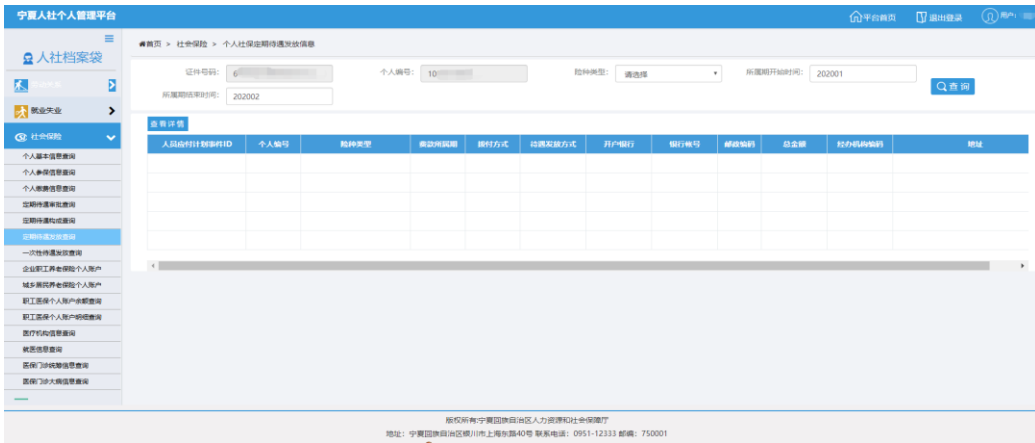 宁夏人社个人管理平台
平台首页 退出登录 用户:
人社档案袋
首页 > 社会保险 > 个人社保定期待遇发放信息
证件号码: 6 个人编号: 10 险种类型: 请选择 所属期开始时间: 202001
所属期结束时间: 202002
查询
就业失业
社会保险
查看详情
人员应付计划事件ID 个人编号 险种类型 费款所属期 拨付方式 待遇发放方式 开户银行 银行账号 邮政编码 总金额 经办机构编码 地址
个人基本信息查询
个人参保信息查询
个人缴费信息查询
定期待遇审批查询
定期待遇构成查询
定期待遇发放查询
一次性待遇发放查询
企业职工养老保险个人账户
城乡居民养老保险个人账户
职工医保个人账户余额查询
职工医保个人账户明细查询
医疗机构信息查询
就医信息查询
医保门诊统筹信息查询
医保门诊大病信息查询
版权所有:宁夏回族自治区人力资源和社会保障厅
地址: 宁夏回族自治区银川市上海东路40号 联系电话: 0951-12333 邮编: 750001